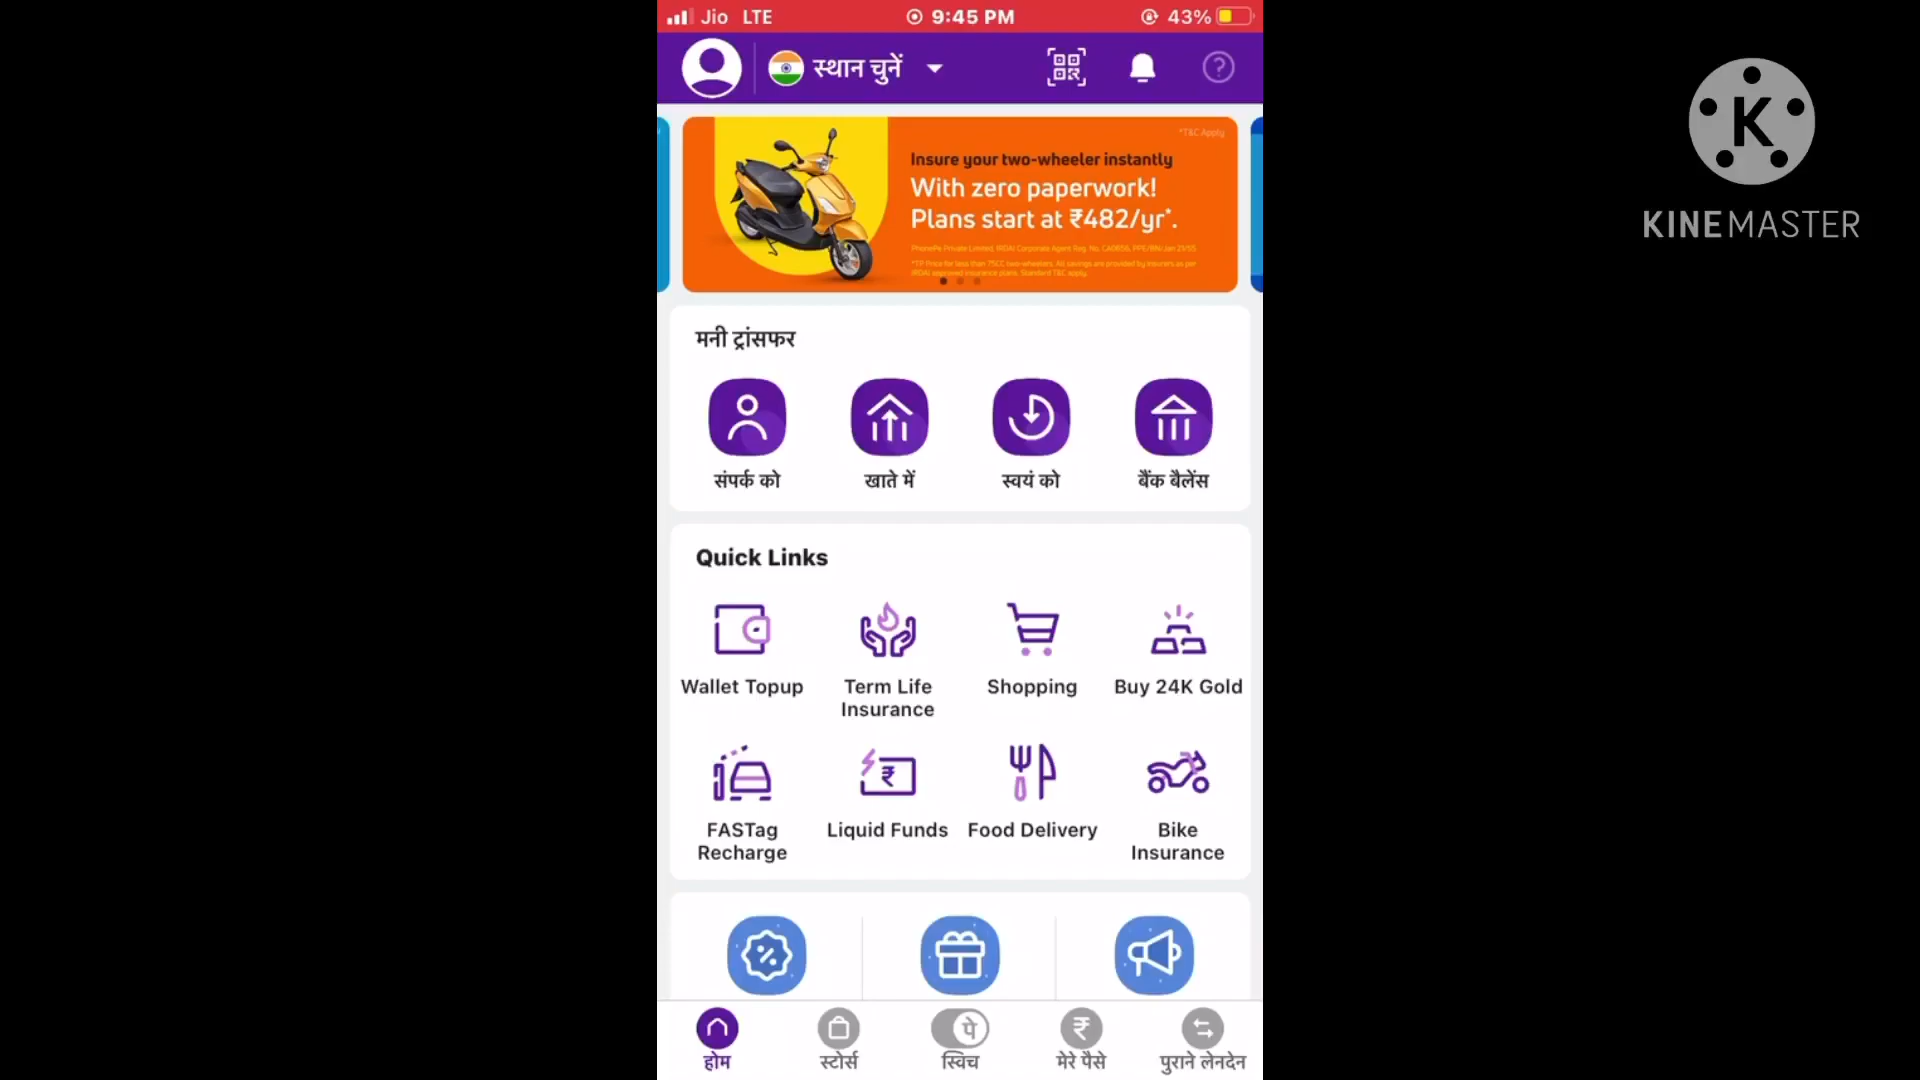 Jio LTE 9:45 PM 43%
स्थान चुनें
*T&C Apply
Insure your two-wheeler instantly
With zero paperwork!
Plans start at ₹482/yr*.
PhonePe Private Limited, IRDAI Corporate Agent Reg. No. CA0656, PPE/BN/Jan 21/55
*TP Price for less than 75CC two-wheelers. All savings are provided by insurers as per
IRDAI approved insurance plans. Standard T&C apply
मनी ट्रांसफर
संपर्क को खाते में स्वयं को बैंक बैलेंस
Quick Links
Wallet Topup Term Life Insurance Shopping Buy 24K Gold
FASTag Recharge Liquid Funds Food Delivery Bike Insurance
होम स्टोर्स स्विच मेरे पैसे पुराने लेनदेन
पे
K
KINEMASTER